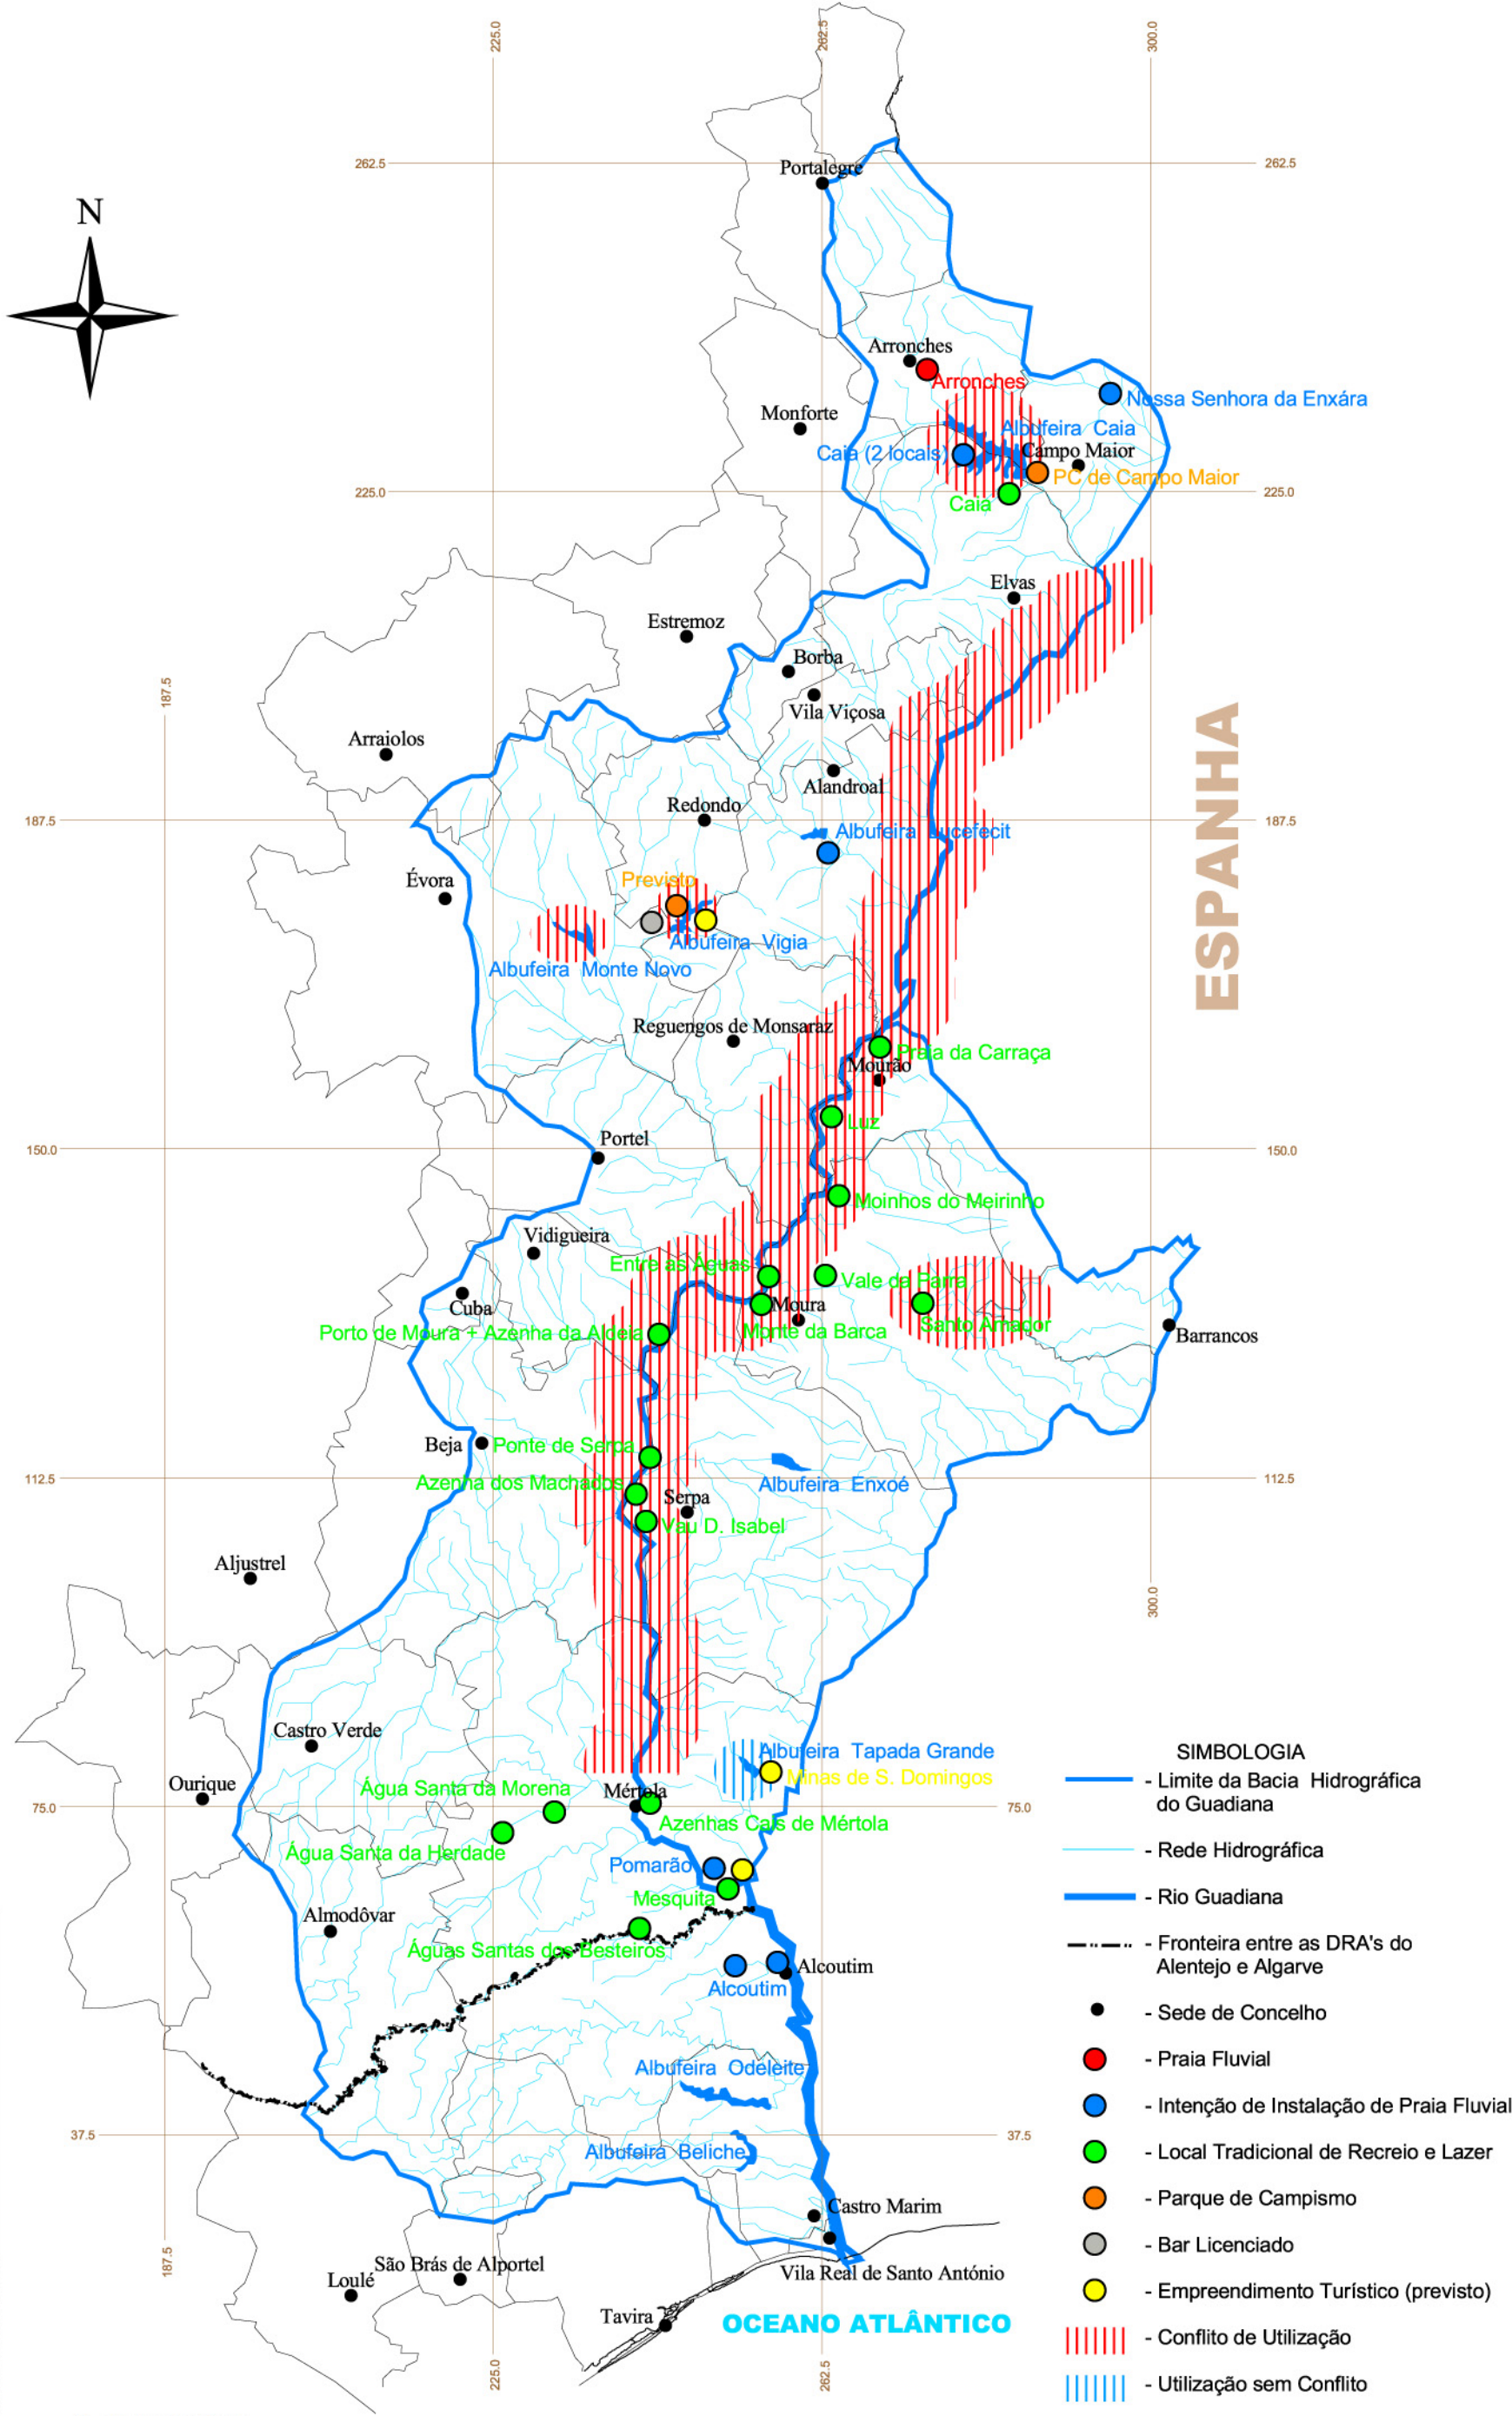 225.0
262.5
300.0
262.5
262.5
Portalegre
N
Arronches
Arronches
Nossa Senhora da Enxára
Monforte
Albufeira Caia
Caia (2 locals)
Campo Maior
PC de Campo Maior
225.0
225.0
Caia
Elvas
Estremoz
Borba
187.5
Vila Viçosa
ESPANHA
Arraiolos
Alandroal
Redondo
187.5
187.5
Albufeira Lucefecit
Évora
Previsto
Albufeira Vigia
Albufeira Monte Novo
Reguengos de Monsaraz
Praia da Carraça
Mourão
Luz
Portel
150.0
150.0
Moinhos do Meirinho
Vidigueira
Entre as Águas
Vale da Parra
Cuba
Moura
Santo Amador
Porto de Moura + Azenha da Aldeia
Monte da Barca
Barrancos
Beja
Ponte de Serpa
112.5
112.5
Azenha dos Machados
Albufeira Enxoé
Serpa
Vau D. Isabel
Aljustrel
300.0
Castro Verde
Albufeira Tapada Grande
Minas de S. Domingos
Ourique
Água Santa da Morena
Mértola
75.0
75.0
Azenhas Cais de Mértola
Água Santa da Herdade
Pomarão
Mesquita
Almodôvar
Águas Santas dos Besteiros
Alcoutim
Alcoutim
Albufeira Odeleite
37.5
37.5
Albufeira Beliche
Castro Marim
187.5
São Brás de Alportel
Loulé
Vila Real de Santo António
Tavira
OCEANO ATLÂNTICO
225.0
262.5
SIMBOLOGIA
- Limite da Bacia Hidrográfica
do Guadiana
- Rede Hidrográfica
- Rio Guadiana
- Fronteira entre as DRA's do
Alentejo e Algarve
- Sede de Concelho
- Praia Fluvial
- Intenção de Instalação de Praia Fluvial
- Local Tradicional de Recreio e Lazer
- Parque de Campismo
- Bar Licenciado
- Empreendimento Turístico (previsto)
- Conflito de Utilização
- Utilização sem Conflito